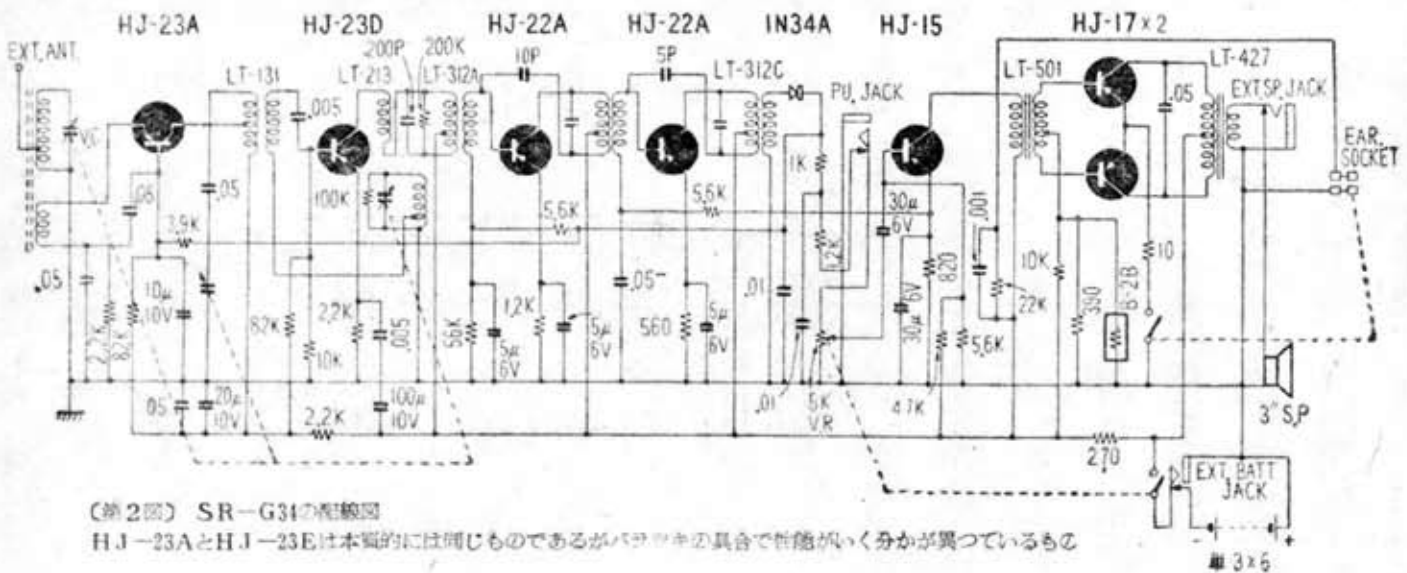 HJ-23A HJ-23D HJ-22A HJ-22A 1N34A HJ-15 HJ-17×2
EXT. ANT.
200P
200K
10P
5P
LT-131
LT-213
LT-312A
LT-312C
PU. JACK
LT-501
LT-427
EXT SP. JACK
EAR. SOCKET
V.C
.005
.05
1K
.05
.06
100K
3.9K
5.6K
5.6K
1.2K
30μ 6V
.001
10K
22K
390
B-2B
10
.05
2.2K
82K
10μ 10V
82K
10K
2.2K
.005
56K
5μ 6V
1.2K
5μ 6V
.05
560
5μ 6V
.01
.01
5K V.R
30μ 6V
820
4.7K
5.6K
3" S.P
.05
20μ 10V
2.2K
100μ 10V
270
EXT. BATT JACK
- +
単3×6
(第2図) SR-G34の配線図
HJ-23AとHJ-23Eは本質的には同じものであるがバラツキの具合で性能がいく分かが異つているもの